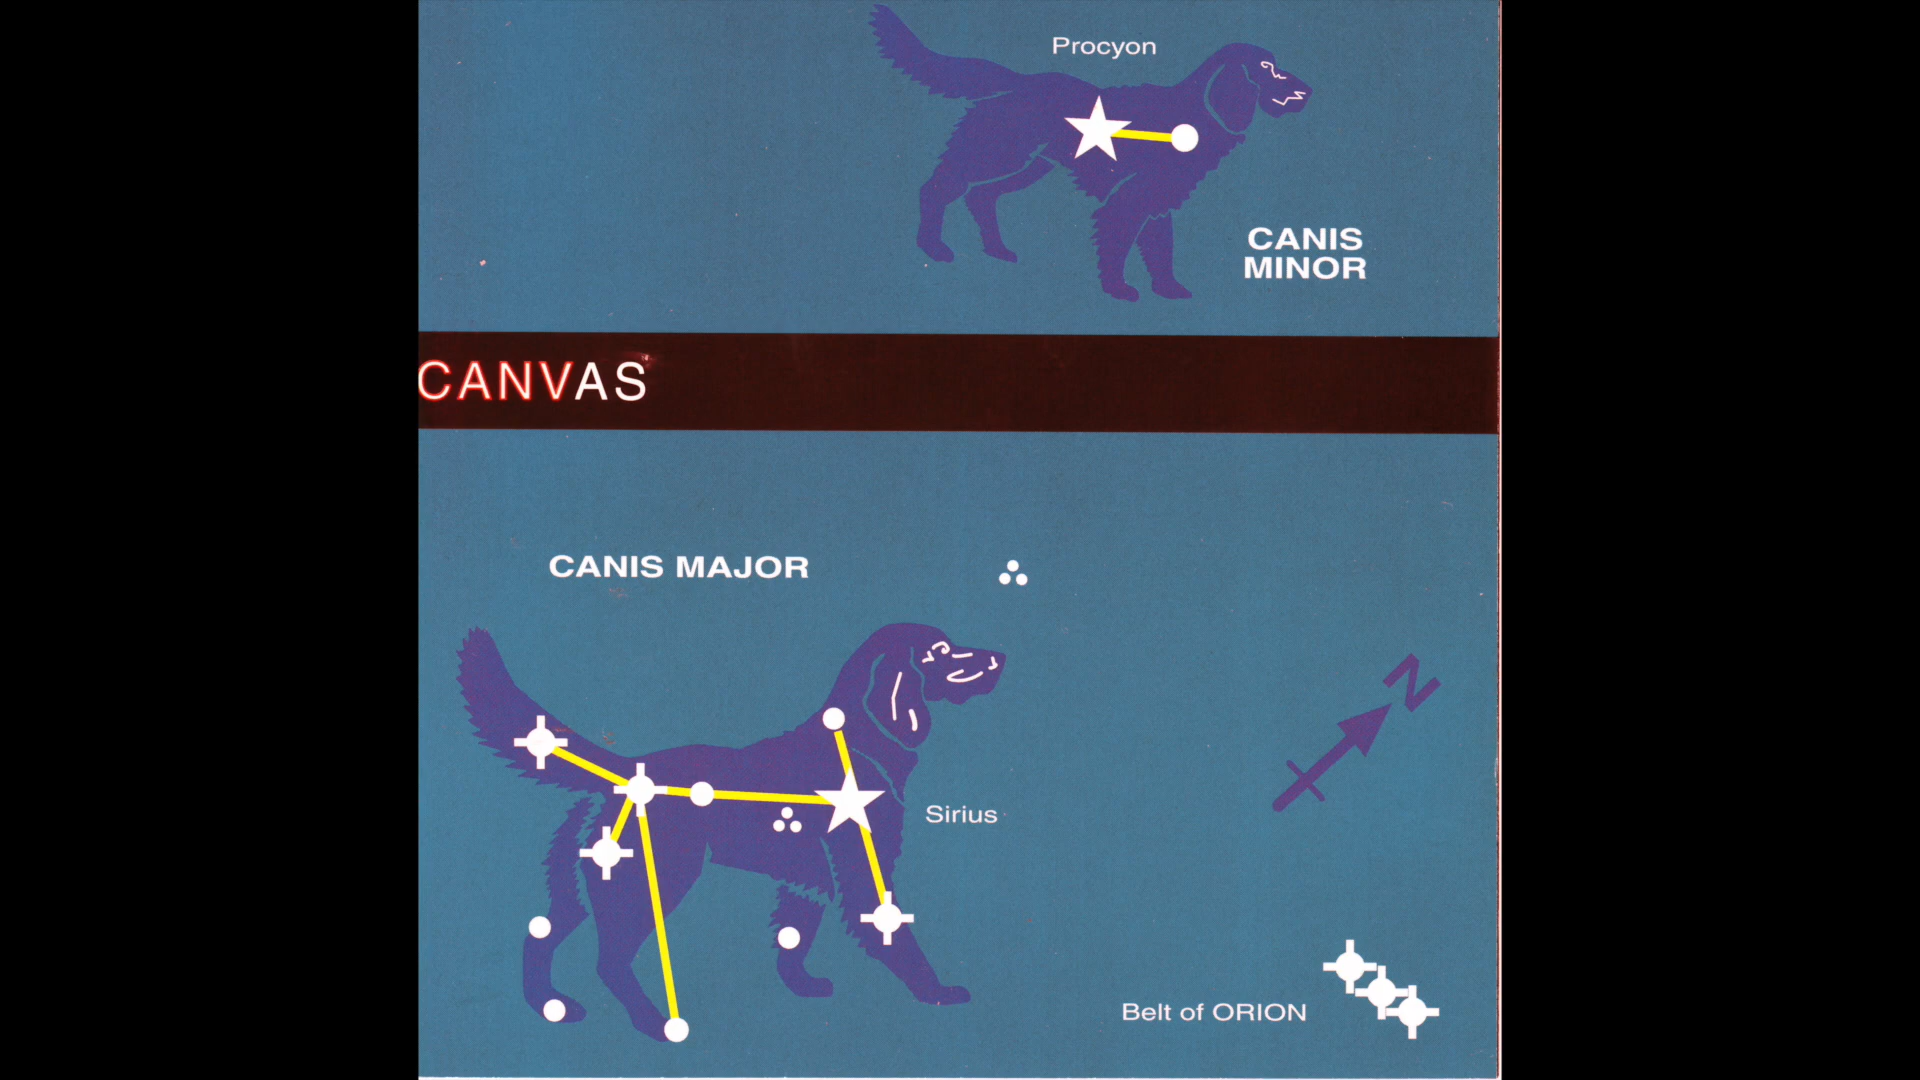 Procyon
CANIS
MINOR
CANVAS
CANIS MAJOR
Sirius
N
Belt of ORION